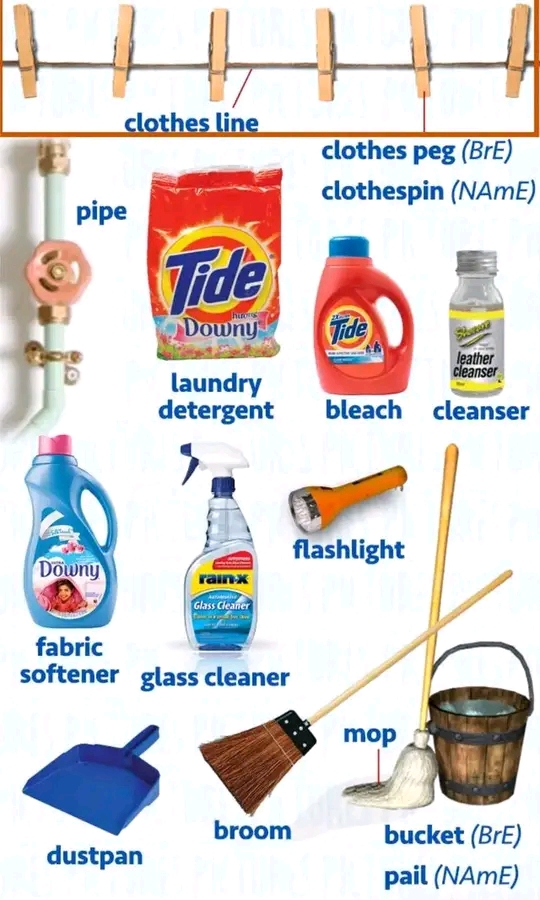 clothes line
clothes peg (BrE)
clothespin (NAmE)
pipe
Tide
Downy
laundry
detergent
Tide
bleach
leather
cleanser
cleanser
Downy
fabric
softener
rain-x
Glass Cleaner
glass cleaner
flashlight
mop
broom
dustpan
bucket (BrE)
pail (NAmE)